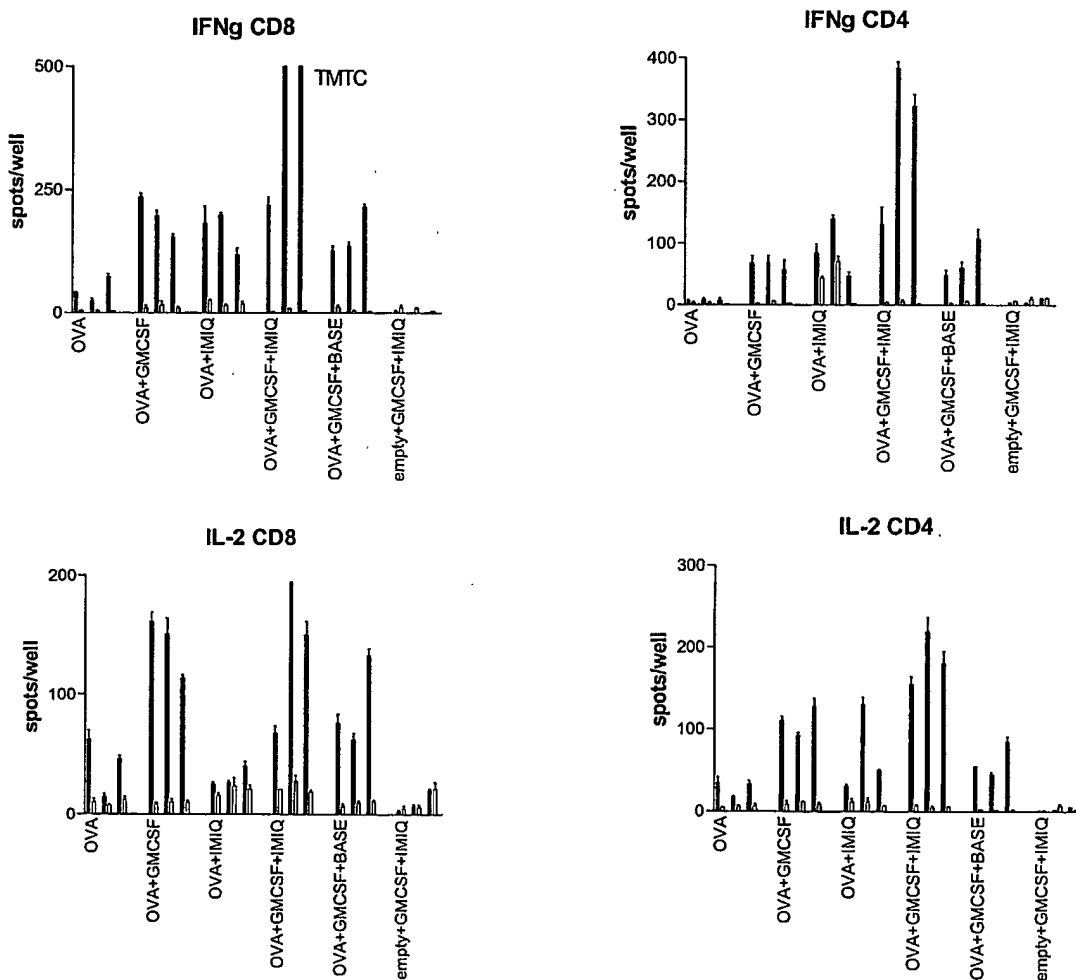 IFNg CD8
500
TMTC
spots/well
250
0
OVA
OVA+GMCSF
OVA+IMIQ
OVA+GMCSF+IMIQ
OVA+GMCSF+BASE
empty+GMCSF+IMIQ
IFNg CD4
400
300
spots/well
200
100
0
OVA
OVA+GMCSF
OVA+IMIQ
OVA+GMCSF+IMIQ
OVA+GMCSF+BASE
empty+GMCSF+IMIQ
IL-2 CD8
200
spots/well
100
0
OVA
OVA+GMCSF
OVA+IMIQ
OVA+GMCSF+IMIQ
OVA+GMCSF+BASE
empty+GMCSF+IMIQ
IL-2 CD4
300
200
spots/well
100
0
OVA
OVA+GMCSF
OVA+IMIQ
OVA+GMCSF+IMIQ
OVA+GMCSF+BASE
empty+GMCSF+IMIQ